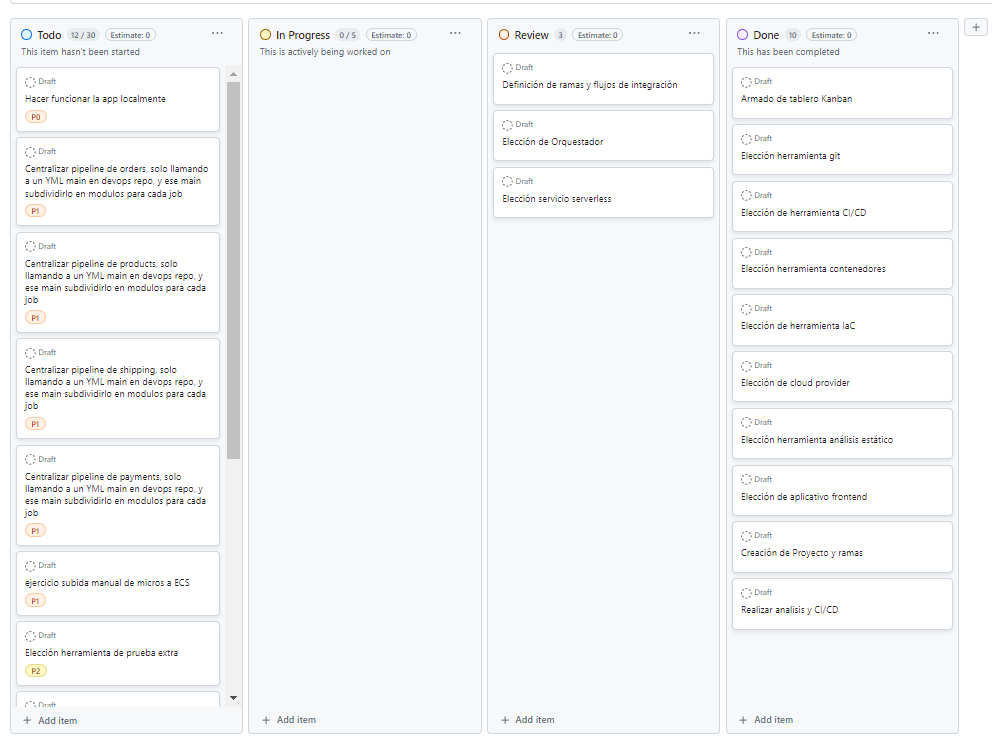 Todo 12 / 30 Estimate: 0 ...
This item hasn't been started
Draft
Hacer funcionar la app localmente
P0
Draft
Centralizar pipeline de orders, solo llamando
a un YML main en devops repo, y ese main
subdividirlo en modulos para cada job
P1
Draft
Centralizar pipeline de products, solo
llamando a un YML main en devops repo, y
ese main subdividirlo en modulos para cada
job
P1
Draft
Centralizar pipeline de shipping, solo
llamando a un YML main en devops repo, y
ese main subdividirlo en modulos para cada
job
P1
Draft
Centralizar pipeline de payments, solo
llamando a un YML main en devops repo, y
ese main subdividirlo en modulos para cada
job
P1
Draft
ejercicio subida manual de micros a ECS
P1
Draft
Elección herramienta de prueba extra
P2
Draft
+ Add item
In Progress 0 / 5 Estimate: 0 ...
This is actively being worked on
+ Add item
Review 3 Estimate: 0 ...
Draft
Definición de ramas y flujos de integración
Draft
Elección de Orquestador
Draft
Elección servicio serverless
+ Add item
Done 10 Estimate: 0 ...
This has been completed
Draft
Armado de tablero Kanban
Draft
Elección herramienta git
Draft
Elección de herramienta CI/CD
Draft
Elección herramienta contenedores
Draft
Elección de herramienta IaC
Draft
Elección de cloud provider
Draft
Elección herramienta análisis estático
Draft
Elección de aplicativo frontend
Draft
Creación de Proyecto y ramas
Draft
Realizar analisis y CI/CD
+ Add item
+